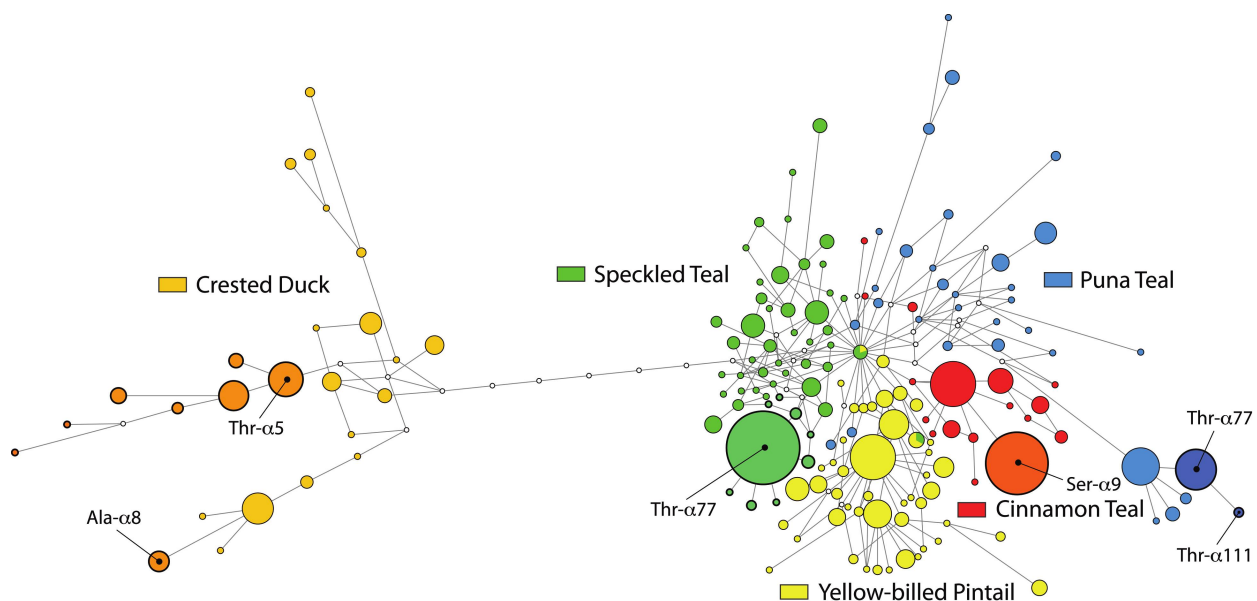 Speckled Teal
Puna Teal
Crested Duck
Thr-α77
Thr-α5
Thr-α77
Ser-α9
Cinnamon Teal
Ala-α8
Thr-α111
Yellow-billed Pintail